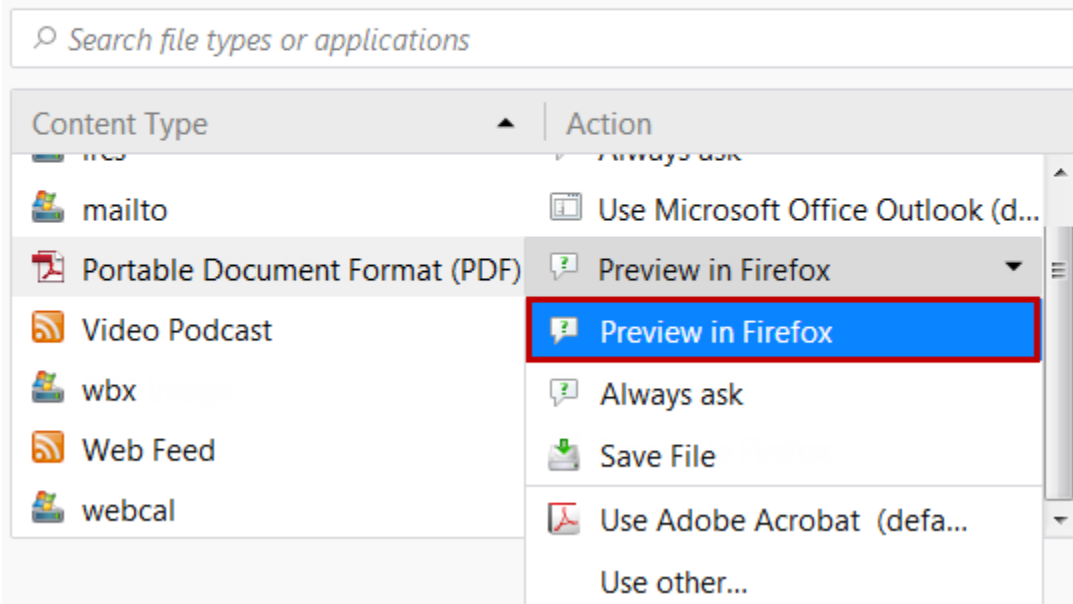 Search file types or applications
Content Type Action
Always ask
mailto Use Microsoft Office Outlook (d...
Portable Document Format (PDF) Preview in Firefox
Video Podcast Preview in Firefox
wbx Always ask
Web Feed Save File
webcal Use Adobe Acrobat (defa...
Use other...